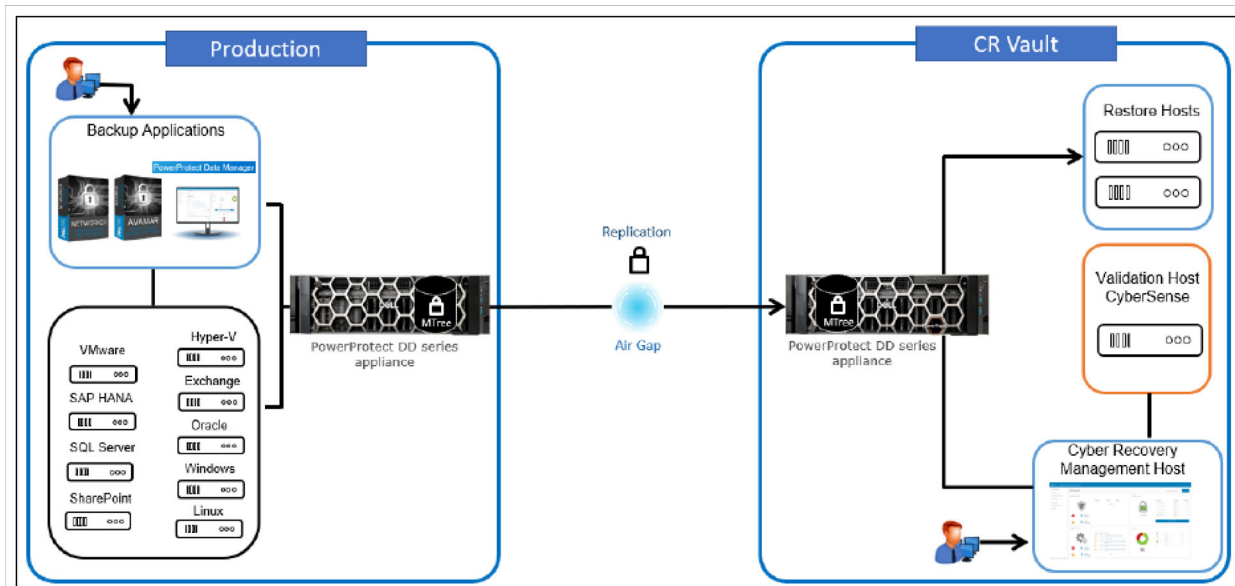 Production
Backup Applications
PowerProtect Data Manager
NETWORKER
AVAMAR
VMware
SAP HANA
SQL Server
SharePoint
Hyper-V
Exchange
Oracle
Windows
Linux
DELL
MTree
PowerProtect DD series
appliance
Replication
Air Gap
CR Vault
DELL
MTree
PowerProtect DD series
appliance
Restore Hosts
Validation Host
CyberSense
Cyber Recovery
Management Host